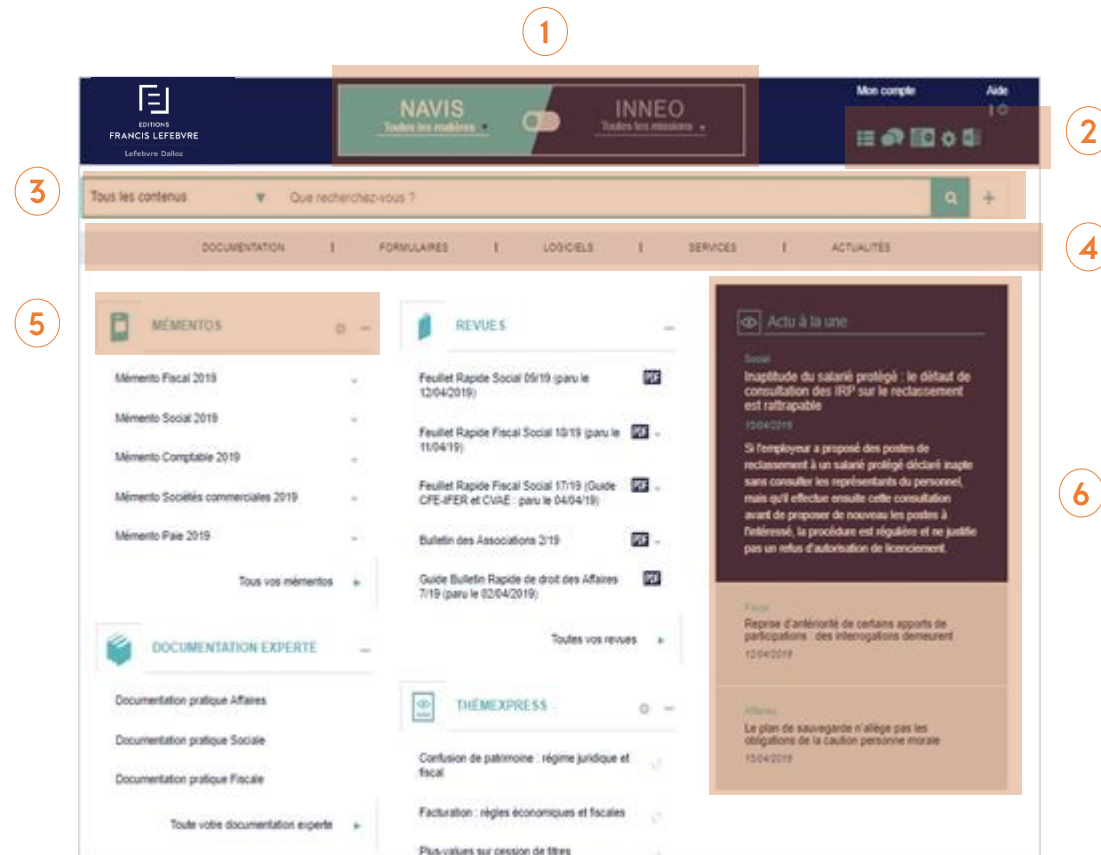 1
EDITIONS
FRANCIS LEFEBVRE
Lefebvre Dalloz
NAVIS
Toutes les matières
INNEO
Toutes les missions
Mon compte
Aide
2
3
Tous les contenus
Que recherchez-vous ?
+
4
DOCUMENTATION | FORMULAIRES | LOGICIELS | SERVICES | ACTUALITÉS
5
MÉMENTOS
Mémento Fiscal 2019
Mémento Social 2019
Mémento Comptable 2019
Mémento Sociétés commerciales 2019
Mémento Paie 2019
Tous vos mémentos
DOCUMENTATION EXPERTE
Documentation pratique Affaires
Documentation pratique Sociale
Documentation pratique Fiscale
Toute votre documentation experte
REVUES
Feuillet Rapide Social 09/19 (paru le
12/04/2019)
PDF
Feuillet Rapide Fiscal Social 18/19 (paru le
11/04/19)
PDF
Feuillet Rapide Fiscal Social 17/19 (Guide
CFE-IFER et CVAE : paru le 04/04/19)
PDF
Bulletin des Associations 2/19
PDF
Guide Bulletin Rapide de droit des Affaires
7/19 (paru le 02/04/2019)
PDF
Toutes vos revues
THÉMEXPRESS
Confusion de patrimoine : régime juridique et
fiscal
Facturation : règles économiques et fiscales
Plus-values sur cession de titres
6
Actu à la une
Social
Inaptitude du salarié protégé : le défaut de
consultation des IRP sur le reclassement
est rattrapable
15/04/2019
Si l'employeur a proposé des postes de
reclassement à un salarié protégé déclaré inapte
sans consulter les représentants du personnel,
mais qu'il effectue ensuite cette consultation
avant de proposer de nouveau les postes à
l'intéressé, la procédure est régulière et ne justifie
pas un refus d'autorisation de licenciement.
Fiscal
Reprise d'antériorité de certains apports de
participations : des interrogations demeurent
12/04/2019
Affaires
Le plan de sauvegarde n'allège pas les
obligations de la caution personne morale
15/04/2019